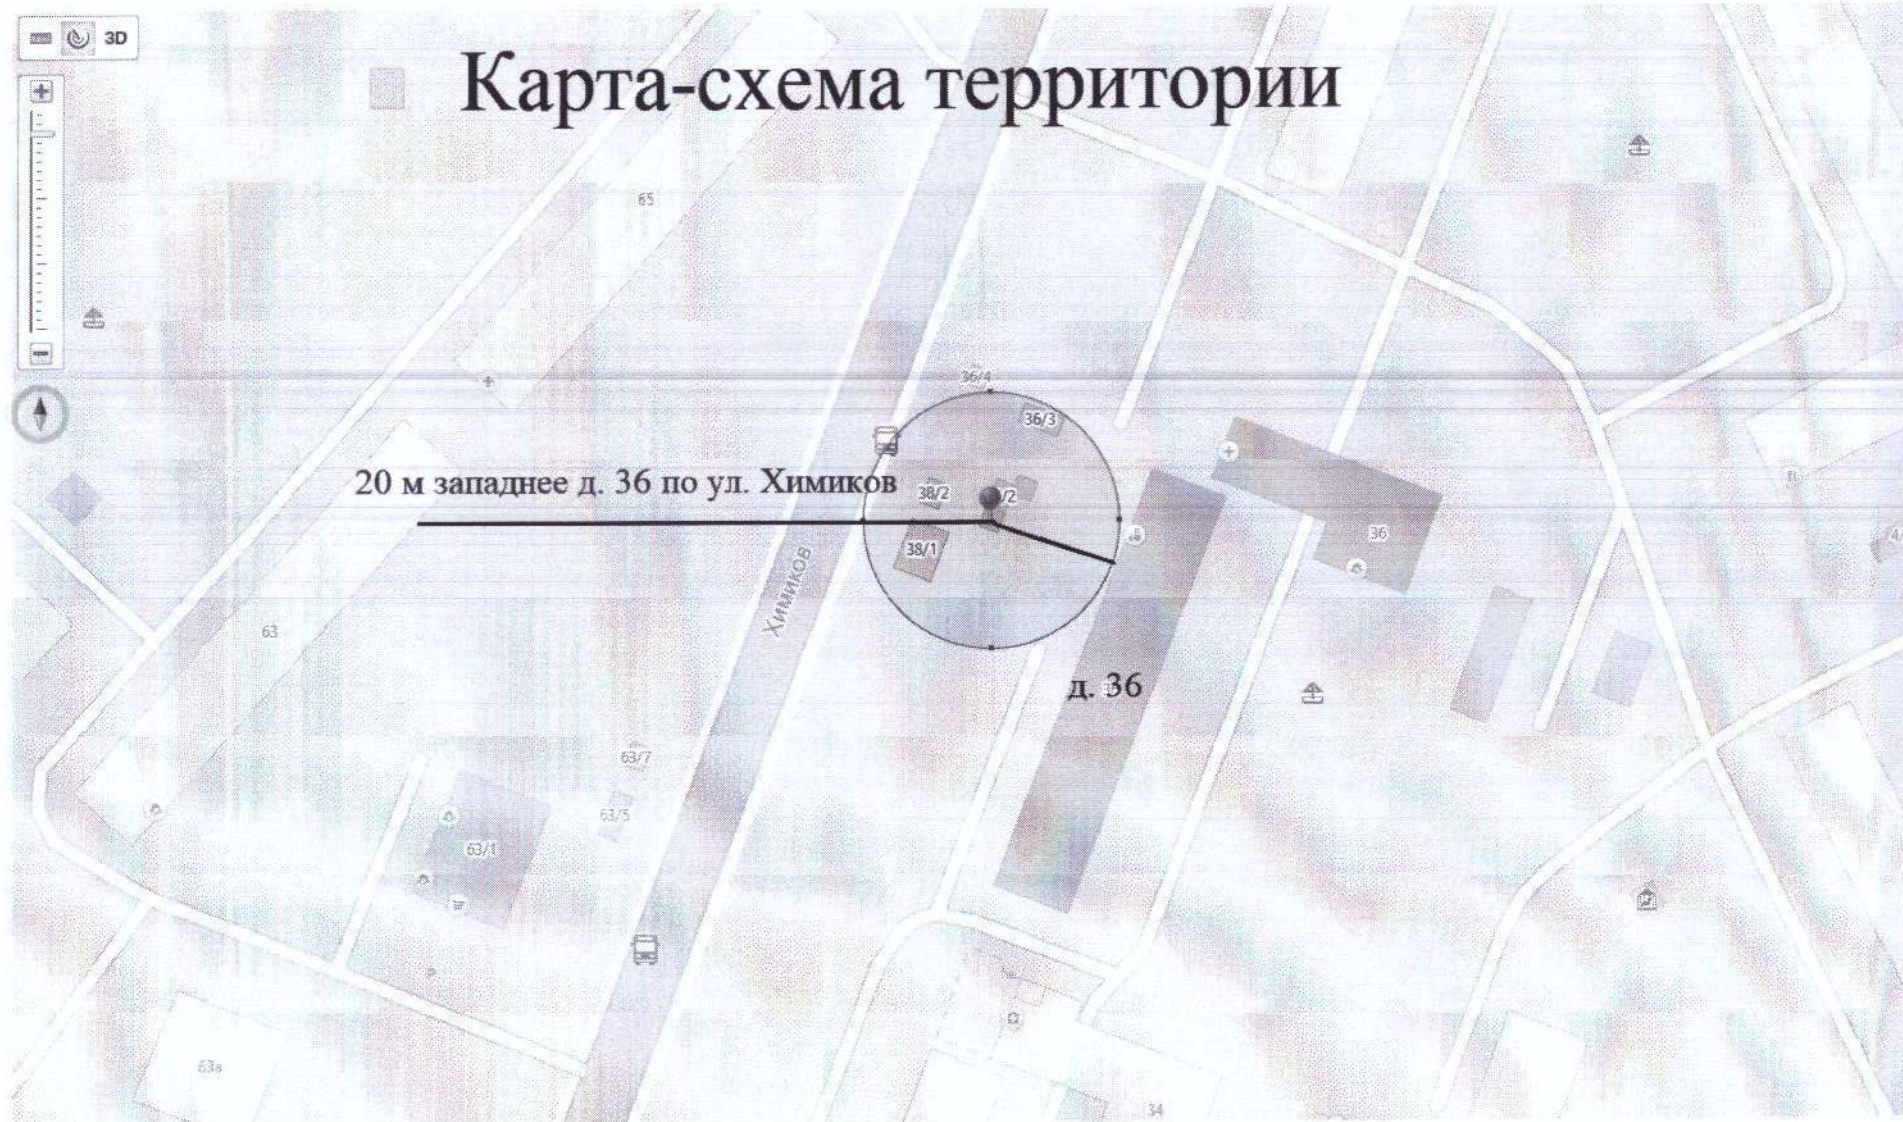 3D
Карта-схема территории
65
36/4
36/3
20 м западнее д. 36 по ул. Химиков
38/2
/2
38/1
36
Химиков
63
д. 36
63/7
63/5
63/1
63а
34